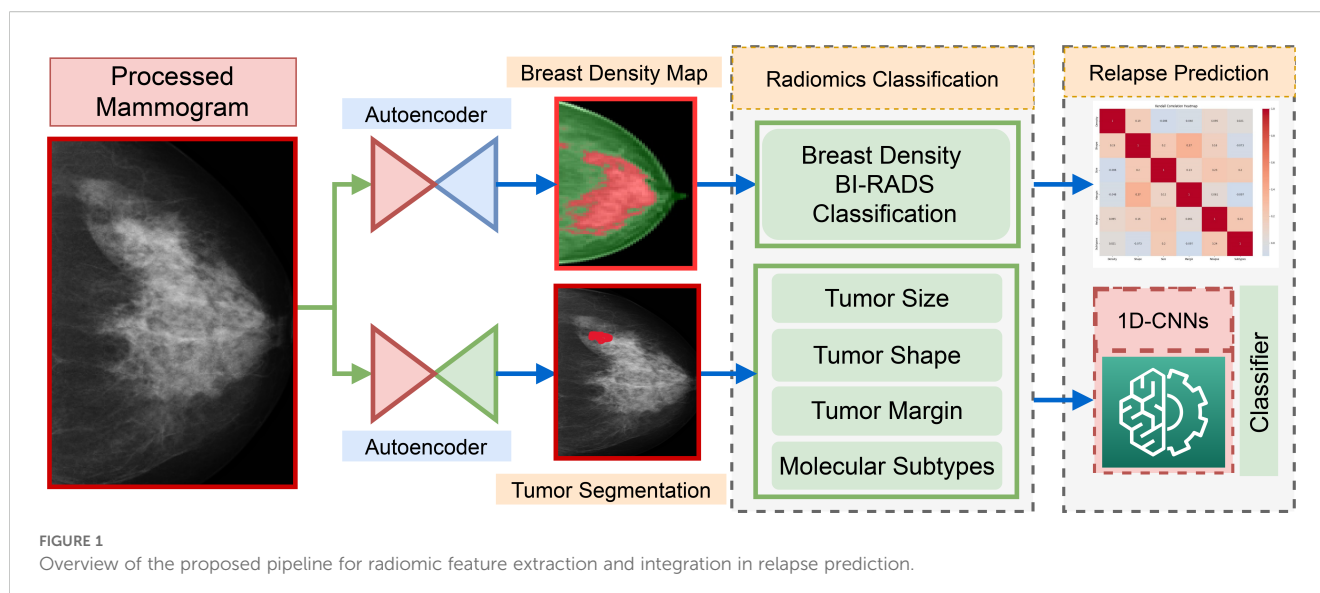 Processed
Mammogram
Autoencoder
Breast Density Map
Autoencoder
Tumor Segmentation
Radiomics Classification
Breast Density
BI-RADS
Classification
Tumor Size
Tumor Shape
Tumor Margin
Molecular Subtypes
Relapse Prediction
1D-CNNs
Classifier
FIGURE 1
Overview of the proposed pipeline for radiomic feature extraction and integration in relapse prediction.